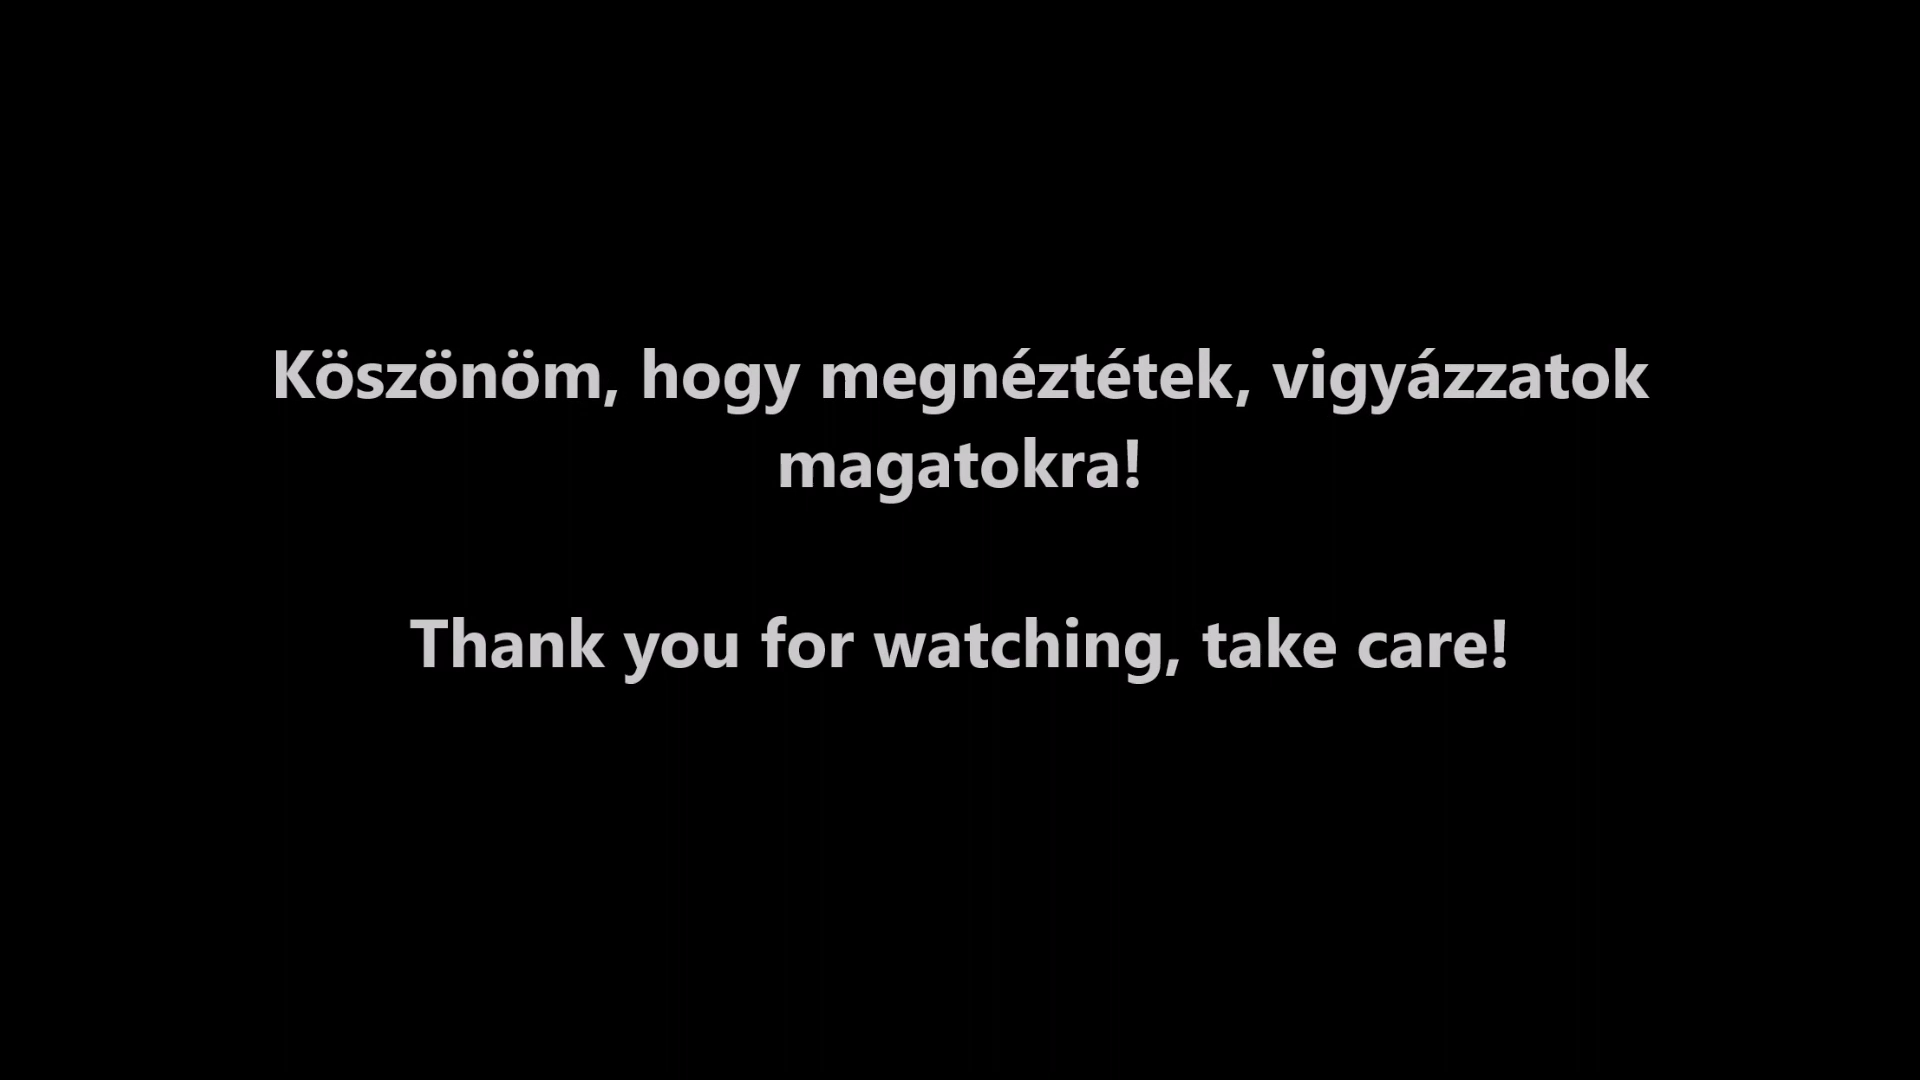 Köszönöm, hogy megnéztétek, vigyázzatok
magatokra!
Thank you for watching, take care!